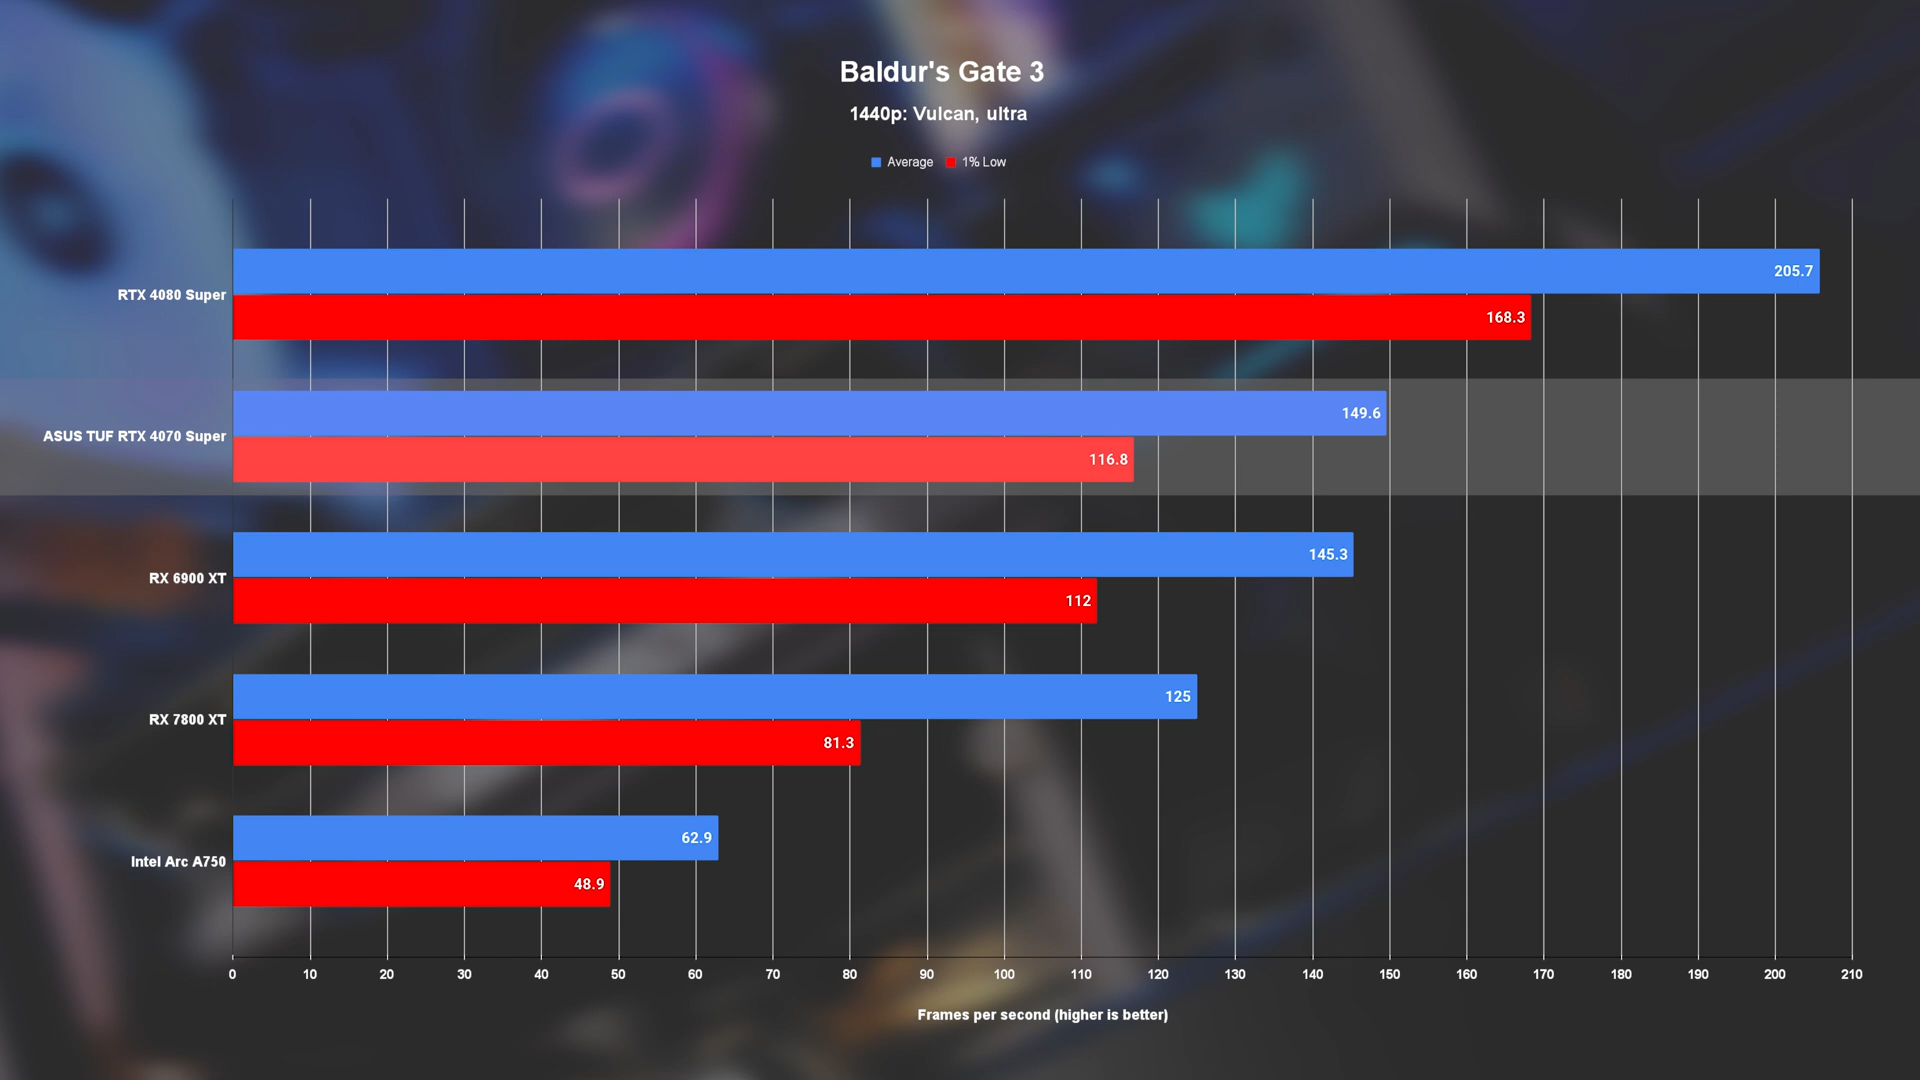 Baldur's Gate 3
1440p: Vulcan, ultra
Average 1% Low
RTX 4080 Super
205.7
168.3
ASUS TUF RTX 4070 Super
149.6
116.8
RX 6900 XT
145.3
112
RX 7800 XT
125
81.3
Intel Arc A750
62.9
48.9
0 10 20 30 40 50 60 70 80 90 100 110 120 130 140 150 160 170 180 190 200 210
Frames per second (higher is better)